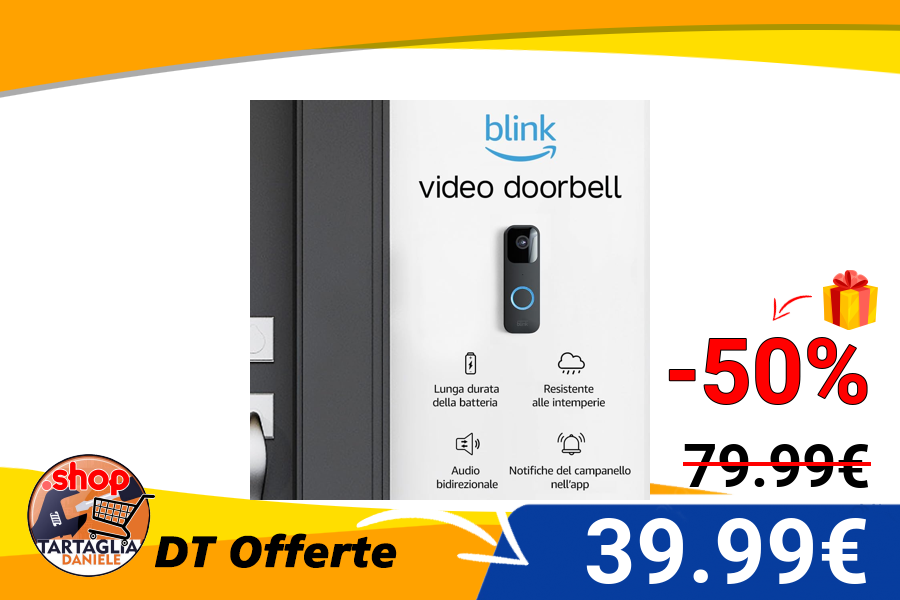 blink
video doorbell
Lunga durata
della batteria
Resistente
alle intemperie
Audio
bidirezionale
Notifiche del campanello
nell'app
-50%
79.99€
39.99€
.shop
TARTAGLIA
DANIELE
DT Offerte